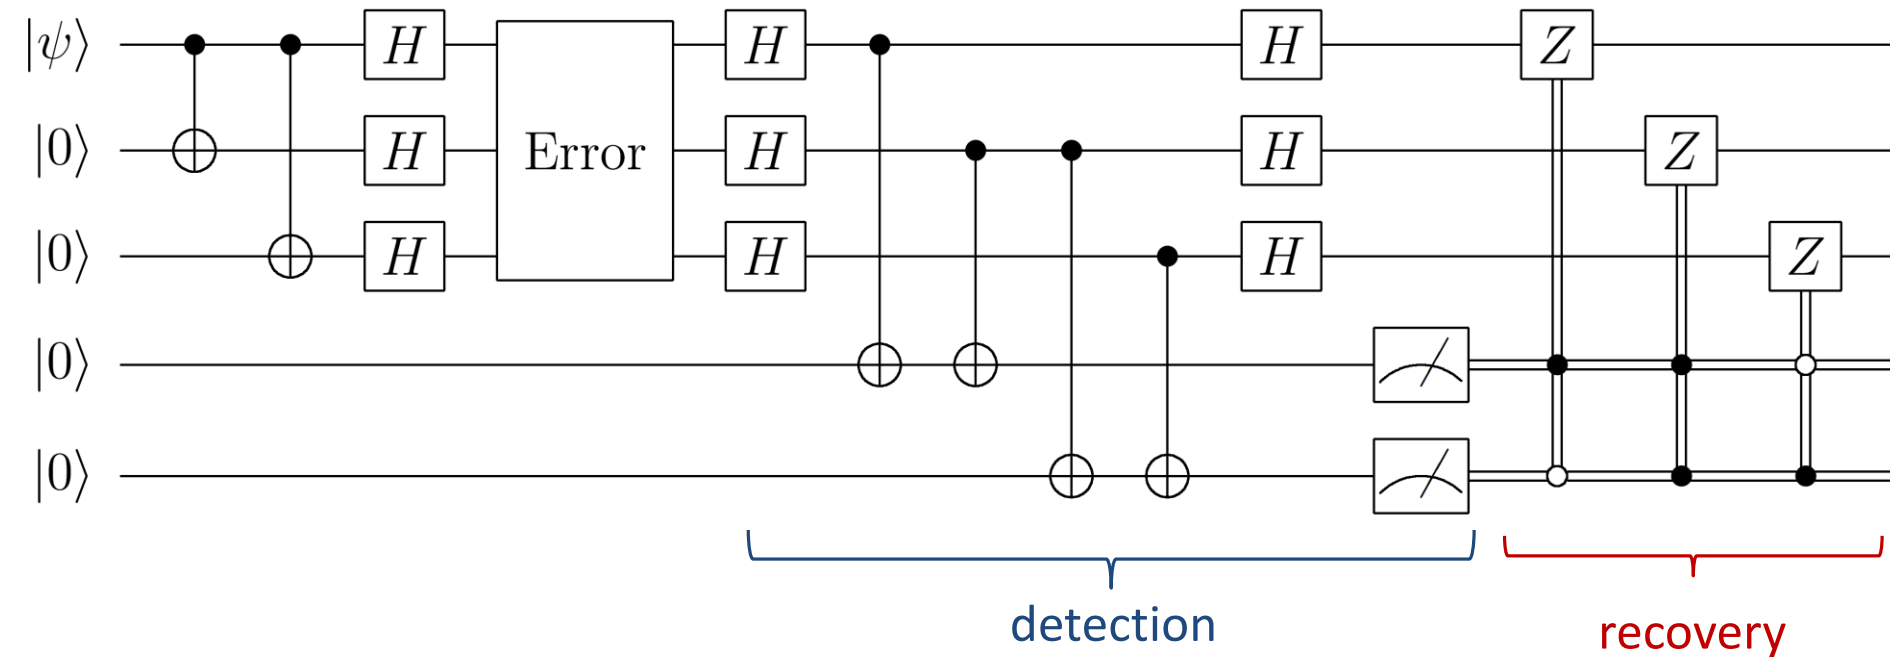 |ψ⟩ H H H Z
|0⟩ H Error H H Z
|0⟩ H H H Z
|0⟩
|0⟩
detection
recovery